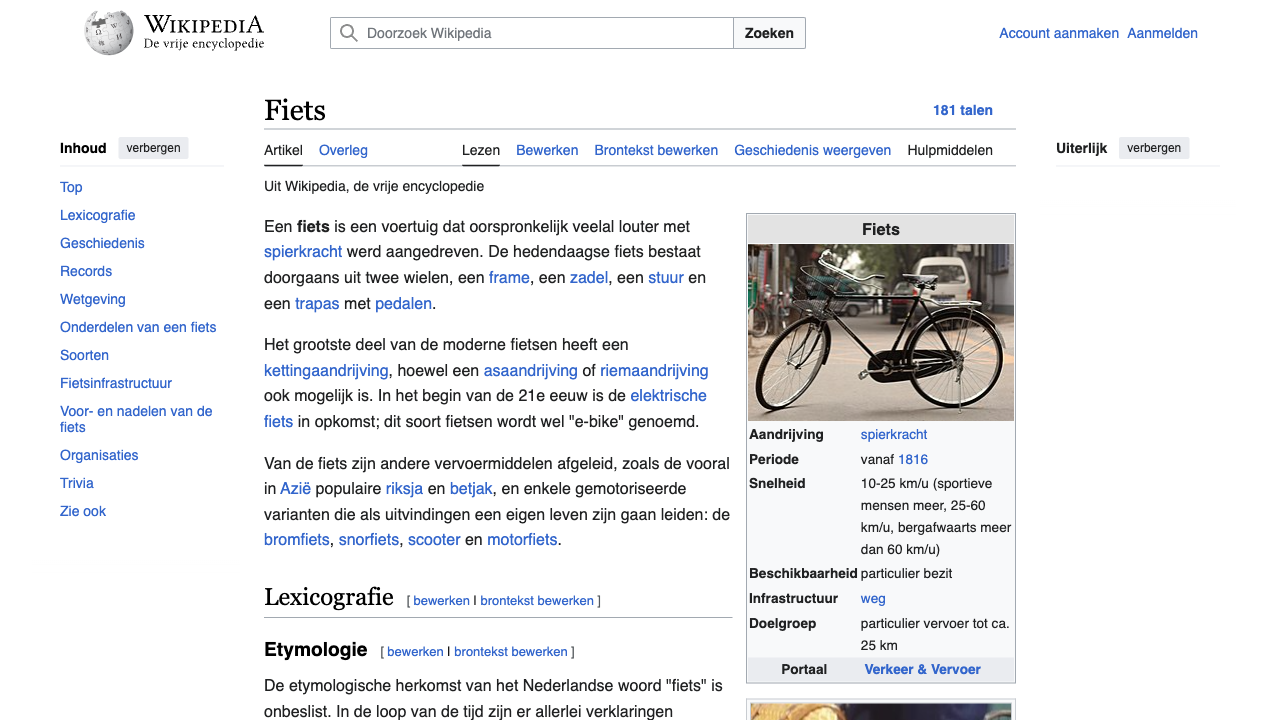 WIKIPEDIA
De vrije encyclopedie
Doorzoek Wikipedia
Zoeken
Account aanmaken Aanmelden
Inhoud verbergen
Top
Lexicografie
Geschiedenis
Records
Wetgeving
Onderdelen van een fiets
Soorten
Fietsinfrastructuur
Voor- en nadelen van de
fiets
Organisaties
Trivia
Zie ook
Fiets
181 talen
Artikel Overleg Lezen Bewerken Brontekst bewerken Geschiedenis weergeven Hulpmiddelen
Uit Wikipedia, de vrije encyclopedie
Een fiets is een voertuig dat oorspronkelijk veelal louter met
spierkracht werd aangedreven. De hedendaagse fiets bestaat
doorgaans uit twee wielen, een frame, een zadel, een stuur en
een trapas met pedalen.
Het grootste deel van de moderne fietsen heeft een
kettingaandrijving, hoewel een asaandrijving of riemaandrijving
ook mogelijk is. In het begin van de 21e eeuw is de elektrische
fiets in opkomst; dit soort fietsen wordt wel "e-bike" genoemd.
Van de fiets zijn andere vervoermiddelen afgeleid, zoals de vooral
in Azië populaire riksja en betjak, en enkele gemotoriseerde
varianten die als uitvindingen een eigen leven zijn gaan leiden: de
bromfiets, snorfiets, scooter en motorfiets.
Lexicografie [ bewerken | brontekst bewerken ]
Etymologie [ bewerken | brontekst bewerken ]
De etymologische herkomst van het Nederlandse woord "fiets" is
onbeslist. In de loop van de tijd zijn er allerlei verklaringen
Fiets
Aandrijving spierkracht
Periode vanaf 1816
Snelheid 10-25 km/u (sportieve
mensen meer, 25-60
km/u, bergafwaarts meer
dan 60 km/u)
Beschikbaarheid particulier bezit
Infrastructuur weg
Doelgroep particulier vervoer tot ca.
25 km
Portaal Verkeer & Vervoer
Uiterlijk verbergen